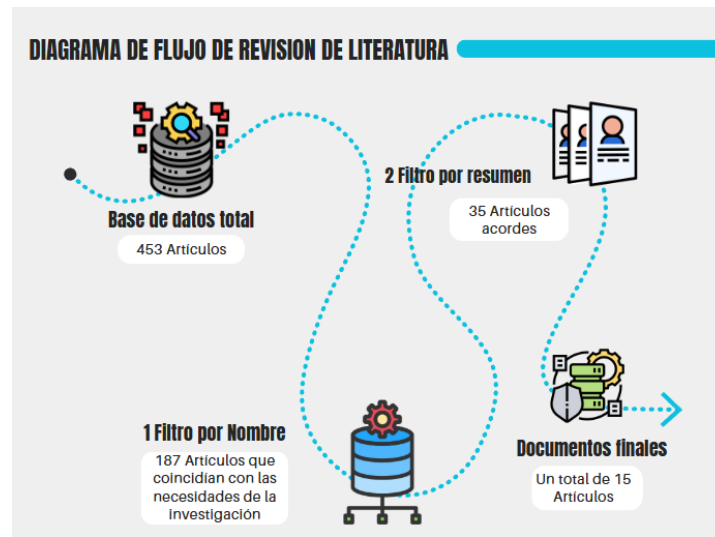 DIAGRAMA DE FLUJO DE REVISION DE LITERATURA
Base de datos total
453 Artículos
1 Filtro por Nombre
187 Artículos que
coincidían con las
necesidades de la
investigación
2 Filtro por resumen
35 Artículos
acordes
Documentos finales
Un total de 15
Artículos